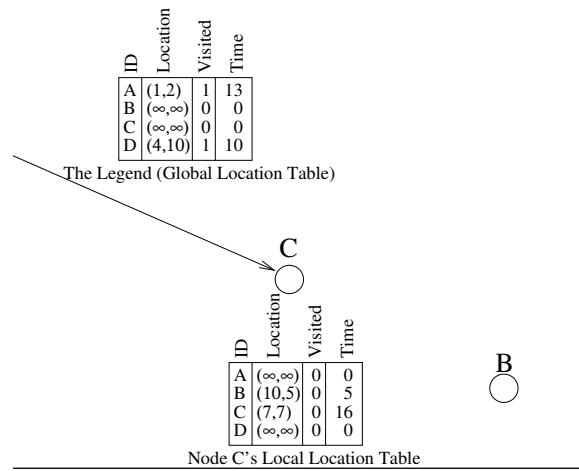 ID Location Visited Time
A (1,2) 1 13
B (∞,∞) 0 0
C (∞,∞) 0 0
D (4,10) 1 10
The Legend (Global Location Table)
C
ID Location Visited Time
A (∞,∞) 0 0
B (10,5) 0 5
C (7,7) 0 16
D (∞,∞) 0 0
B
Node C's Local Location Table